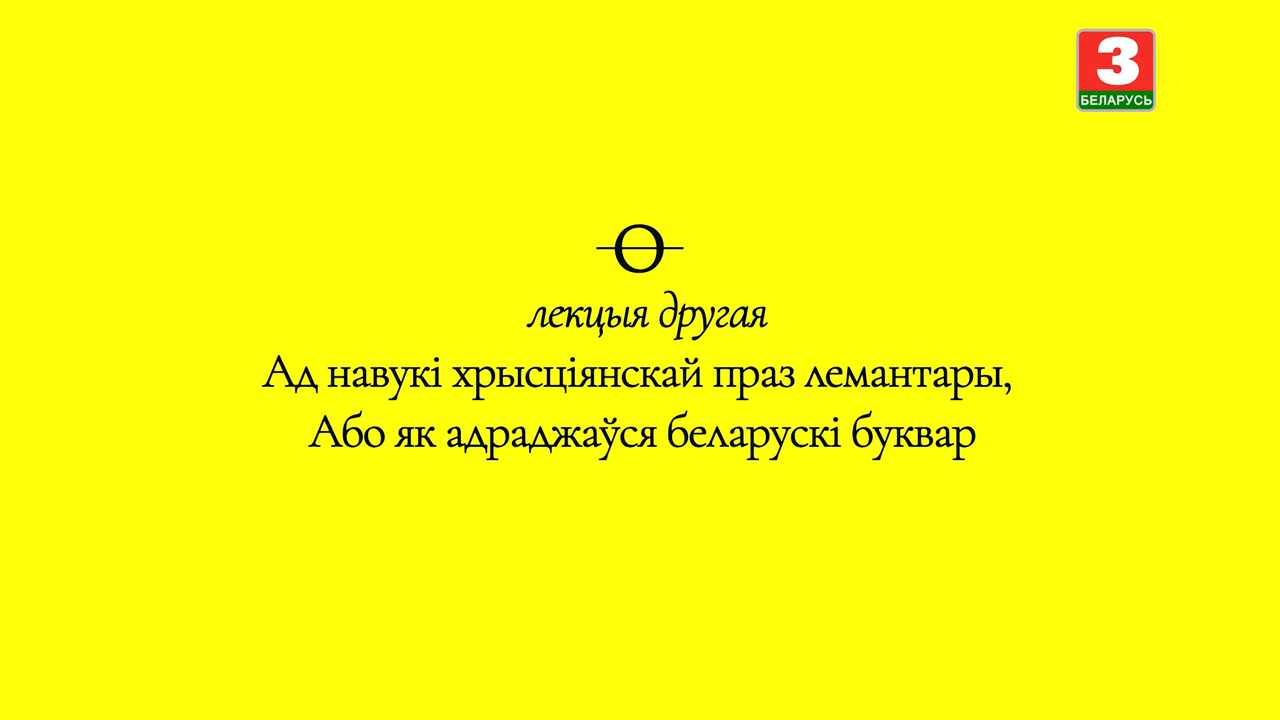 3
БЕЛАРУСЬ
Ѳ
лекцыя другая
Ад навукі хрысціянскай праз лемантары,
Або як адраджаўся беларускі буквар